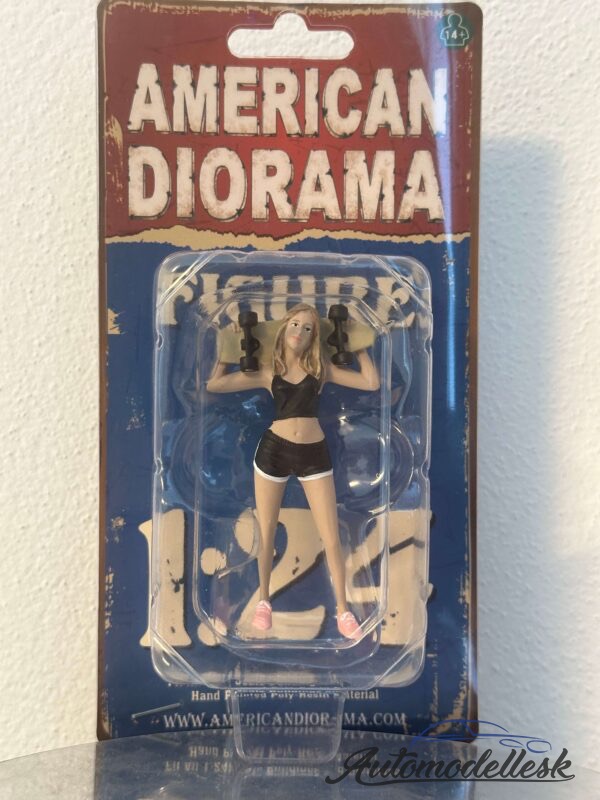 14+
AMERICAN
DIORAMA
FIGURE
1:24
Hand Painted Poly-Resin Material
WWW.AMERICANDIORAMA.COM
Automodellesk